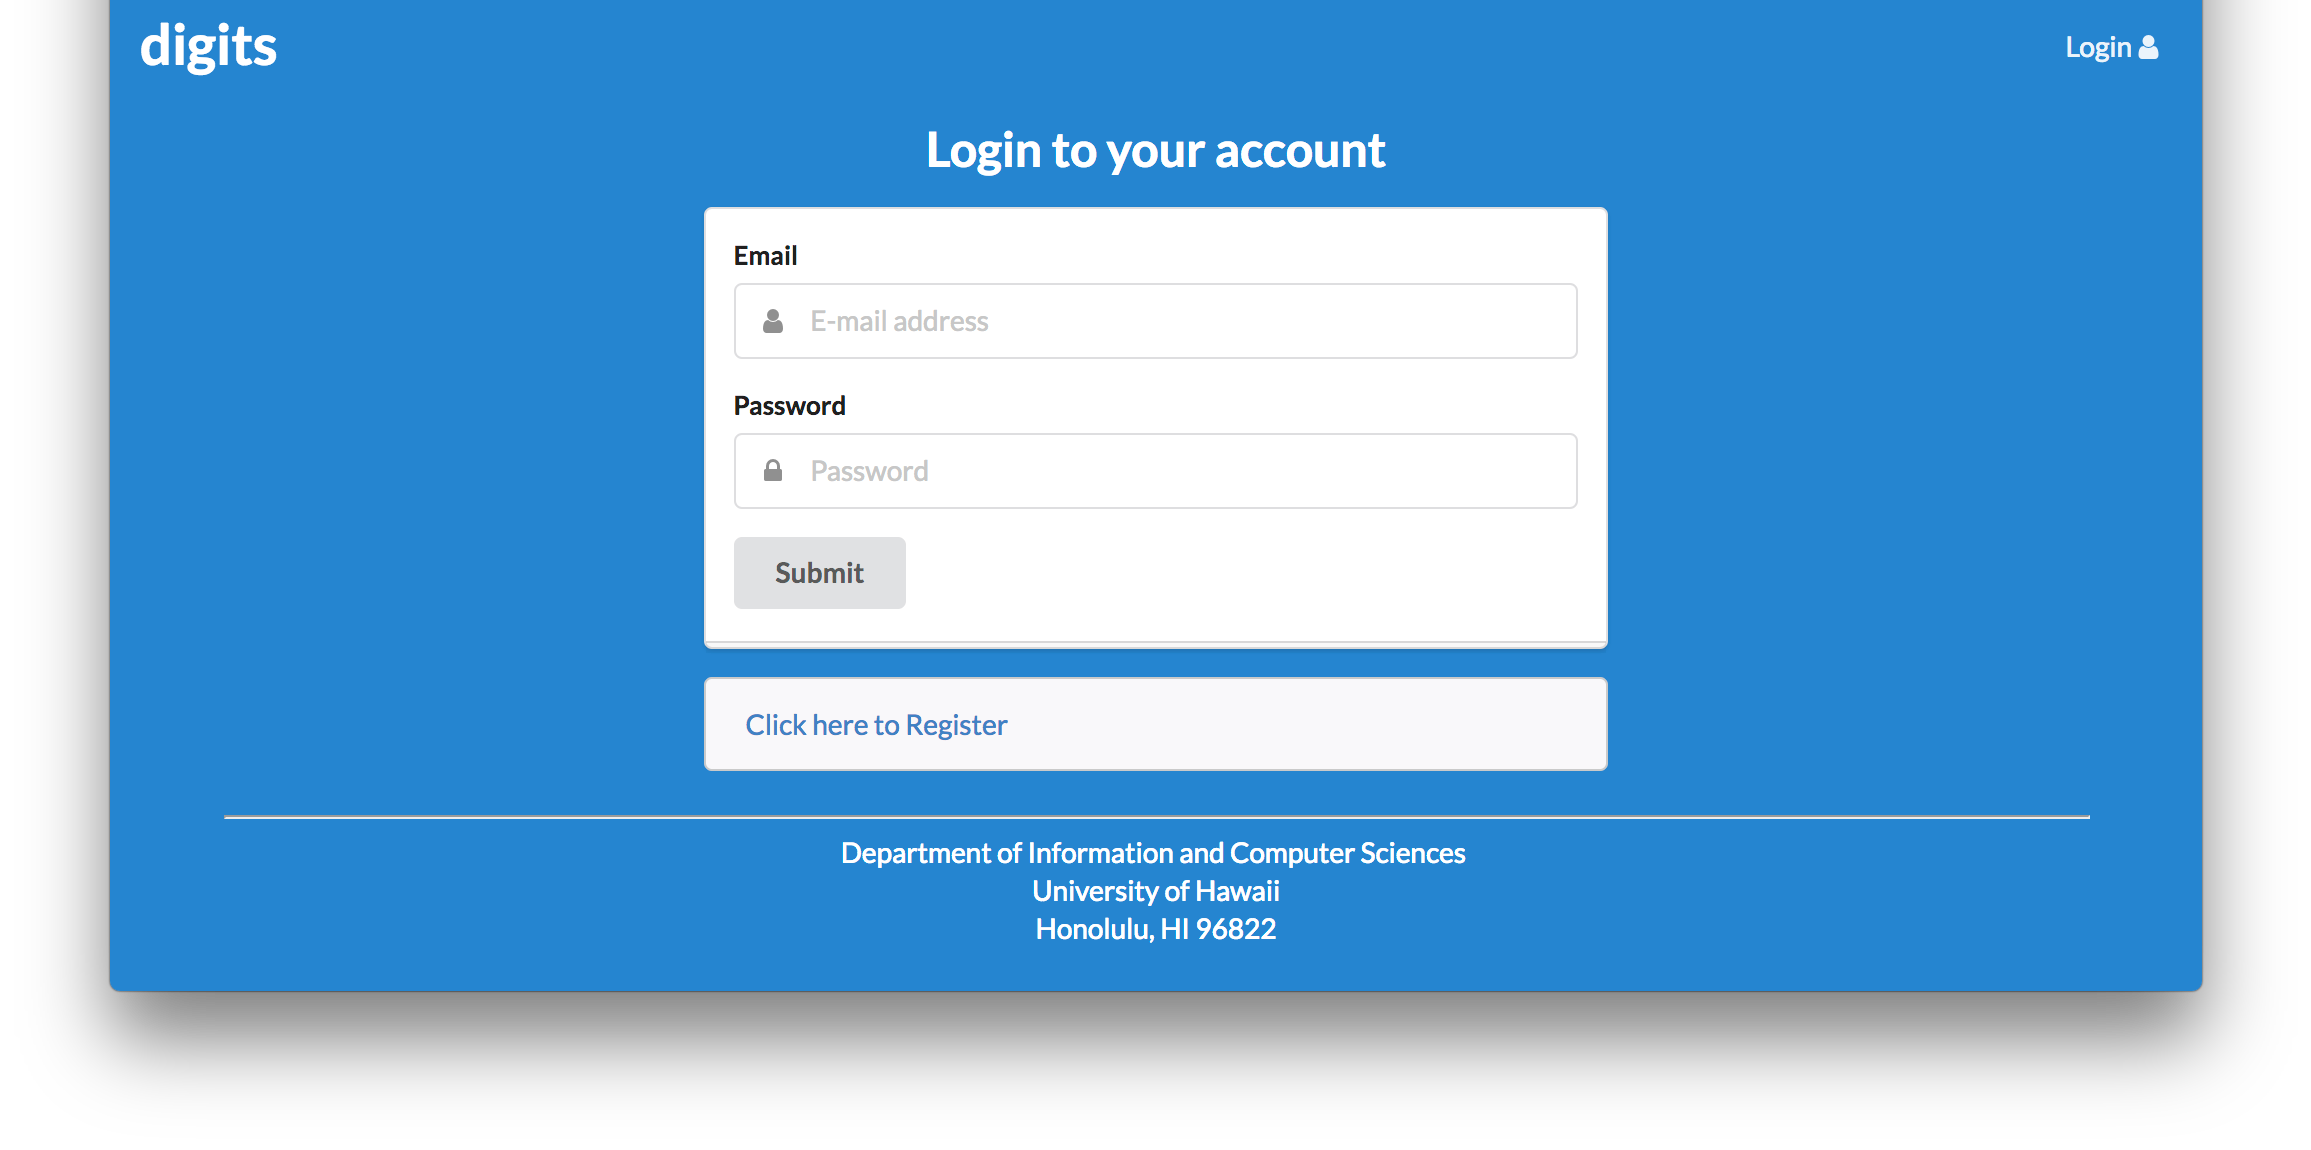 digits
Login
Login to your account
Email
E-mail address
Password
Password
Submit
Click here to Register
Department of Information and Computer Sciences
University of Hawaii
Honolulu, HI 96822